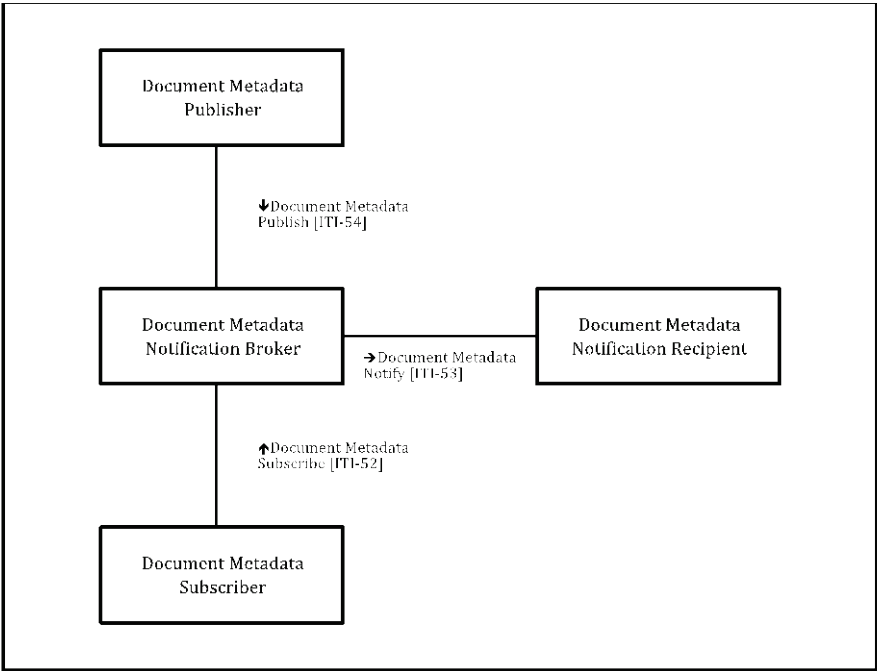 Document Metadata
Publisher
🡫Document Metadata
Publish [ITI-54]
Document Metadata
Notification Broker
Document Metadata
Notification Recipient
🡪Document Metadata
Notify [ITI-53]
🡩Document Metadata
Subscribe [ITI-52]
Document Metadata
Subscriber